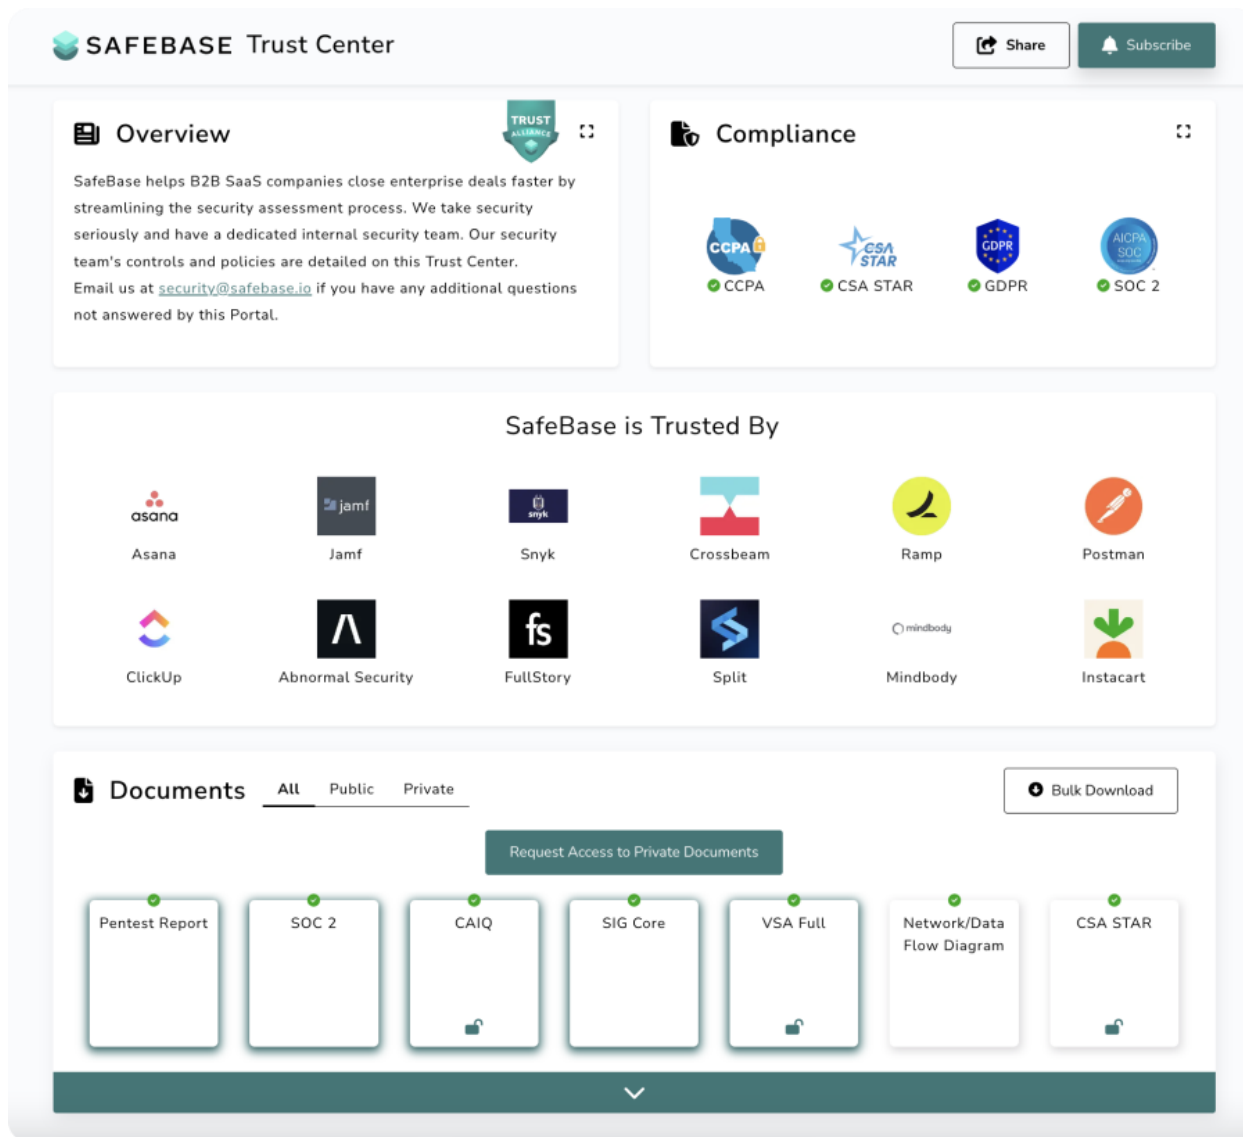 SAFEBASE Trust Center
Share
Subscribe
Overview
TRUST
ALLIANCE
SafeBase helps B2B SaaS companies close enterprise deals faster by
streamlining the security assessment process. We take security
seriously and have a dedicated internal security team. Our security
team's controls and policies are detailed on this Trust Center.
Email us at security@safebase.io if you have any additional questions
not answered by this Portal.
Compliance
CCPA
CSA
STAR
GDPR
AICPA
SOC
CCPA
CSA STAR
GDPR
SOC 2
SafeBase is Trusted By
asana
jamf
snyk
Asana
Jamf
Snyk
Crossbeam
Ramp
Postman
fs
mindbody
ClickUp
Abnormal Security
FullStory
Split
Mindbody
Instacart
Documents
All
Public
Private
Bulk Download
Request Access to Private Documents
Pentest Report
SOC 2
CAIQ
SIG Core
VSA Full
Network/Data
Flow Diagram
CSA STAR